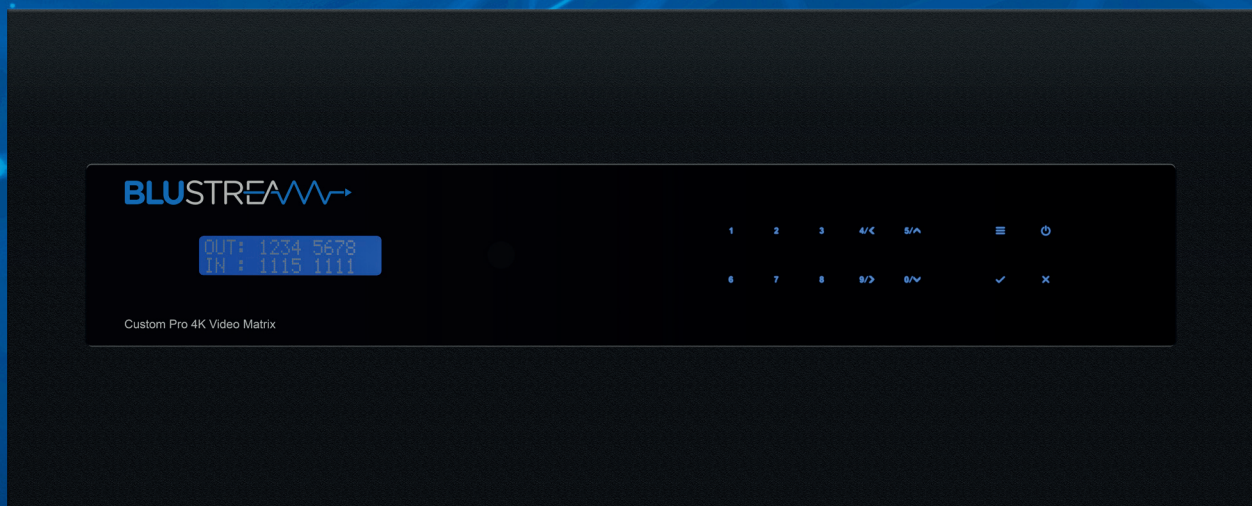 BLUSTREAM
OUT: 1234 5678
IN : 1115 1111
Custom Pro 4K Video Matrix
1 2 3 4/< 5/^
6 7 8 9/> 0/v